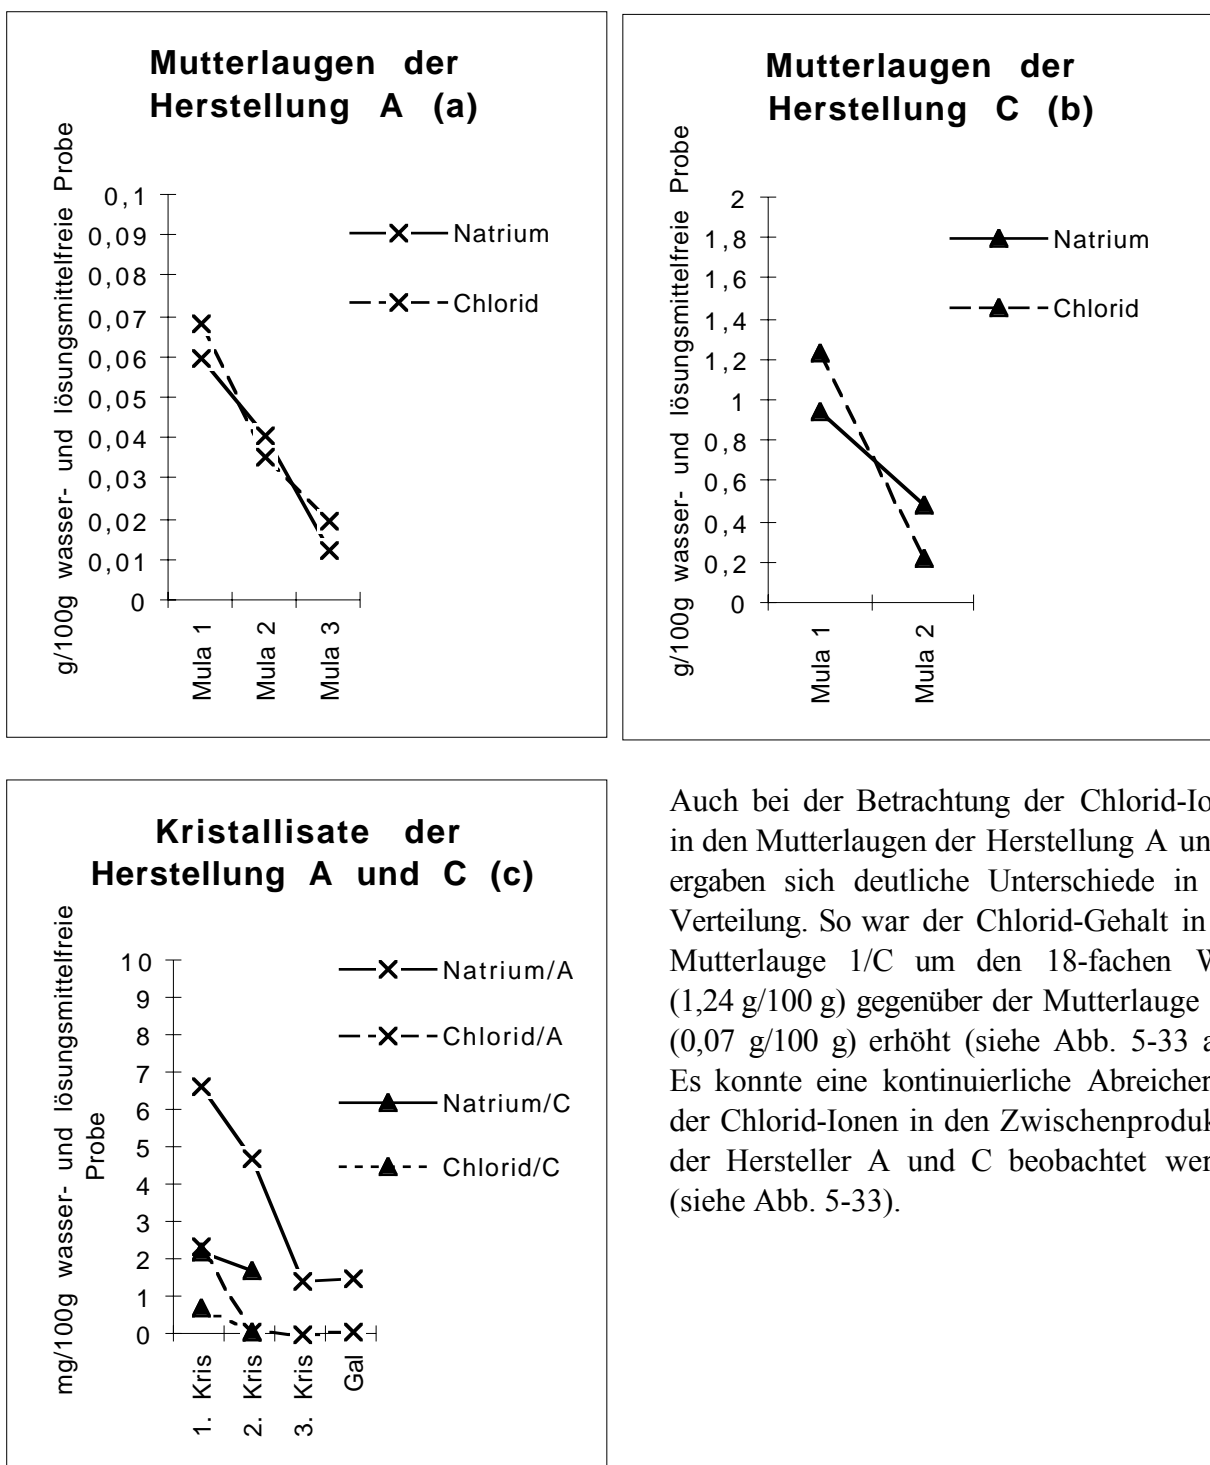 Mutterlaugen der
Herstellung A (a)
g/100g wasser- und lösungsmittelfreie Probe
0,1
0,09
0,08
0,07
0,06
0,05
0,04
0,03
0,02
0,01
0
Mula 1
Mula 2
Mula 3
Natrium
Chlorid
Mutterlaugen der
Herstellung C (b)
g/100g wasser- und lösungsmittelfreie Probe
2
1,8
1,6
1,4
1,2
1
0,8
0,6
0,4
0,2
0
Mula 1
Mula 2
Natrium
Chlorid
Kristallisate der
Herstellung A und C (c)
mg/100g wasser- und lösungsmittelfreie
Probe
10
9
8
7
6
5
4
3
2
1
0
1. Kris
2. Kris
3. Kris
Gal
Natrium/A
Chlorid/A
Natrium/C
Chlorid/C
Auch bei der Betrachtung der Chlorid-Io
in den Mutterlaugen der Herstellung A un
ergaben sich deutliche Unterschiede in
Verteilung. So war der Chlorid-Gehalt in
Mutterlauge 1/C um den 18-fachen W
(1,24 g/100 g) gegenüber der Mutterlauge
(0,07 g/100 g) erhöht (siehe Abb. 5-33 a
Es konnte eine kontinuierliche Abreicher
der Chlorid-Ionen in den Zwischenproduk
der Hersteller A und C beobachtet wer
(siehe Abb. 5-33).